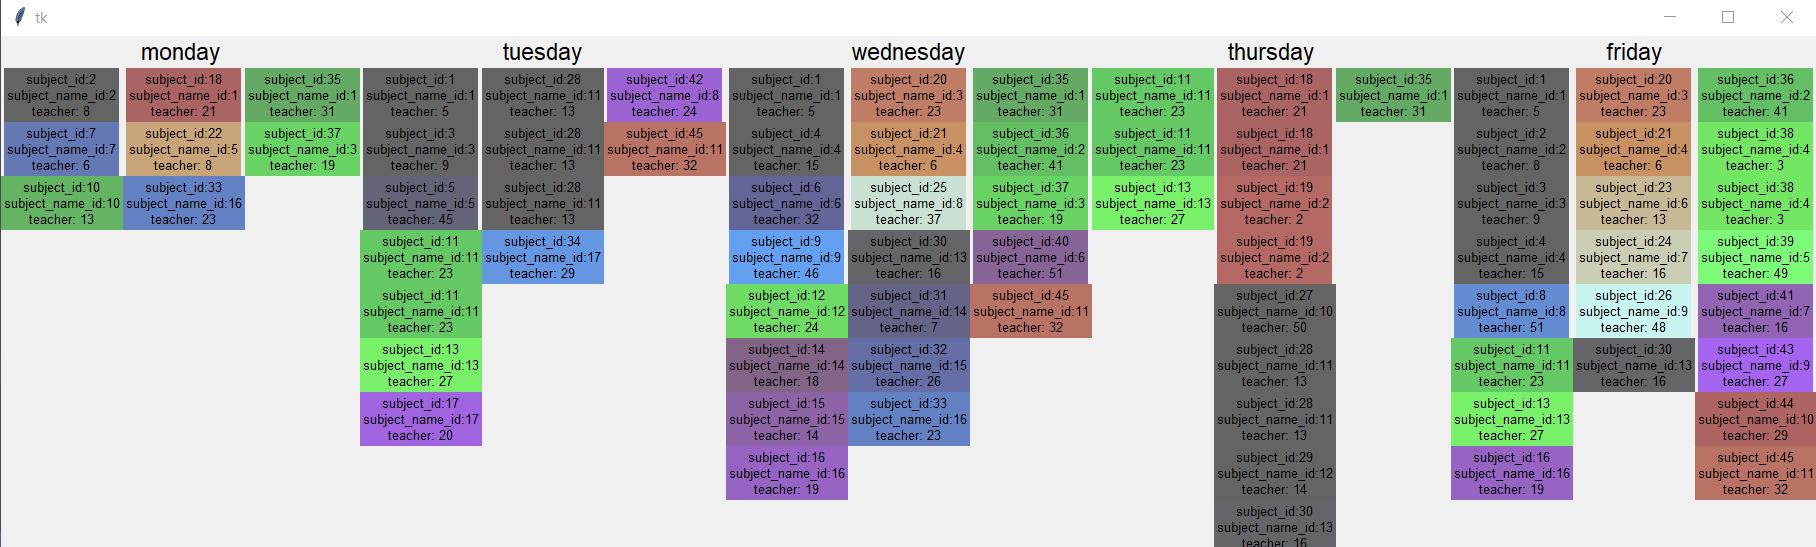 tk
monday
subject_id:2
subject_name_id:2
teacher: 8
subject_id:7
subject_name_id:7
teacher: 6
subject_id:10
subject_name_id:10
teacher: 13
subject_id:18
subject_name_id:1
teacher: 21
subject_id:22
subject_name_id:5
teacher: 8
subject_id:33
subject_name_id:16
teacher: 23
subject_id:35
subject_name_id:1
teacher: 31
subject_id:37
subject_name_id:3
teacher: 19
tuesday
subject_id:1
subject_name_id:1
teacher: 5
subject_id:3
subject_name_id:3
teacher: 9
subject_id:5
subject_name_id:5
teacher: 45
subject_id:11
subject_name_id:11
teacher: 23
subject_id:11
subject_name_id:11
teacher: 23
subject_id:13
subject_name_id:13
teacher: 27
subject_id:17
subject_name_id:17
teacher: 20
subject_id:28
subject_name_id:11
teacher: 13
subject_id:28
subject_name_id:11
teacher: 13
subject_id:28
subject_name_id:11
teacher: 13
subject_id:34
subject_name_id:17
teacher: 29
subject_id:42
subject_name_id:8
teacher: 24
subject_id:45
subject_name_id:11
teacher: 32
wednesday
subject_id:1
subject_name_id:1
teacher: 5
subject_id:4
subject_name_id:4
teacher: 15
subject_id:6
subject_name_id:6
teacher: 32
subject_id:9
subject_name_id:9
teacher: 46
subject_id:12
subject_name_id:12
teacher: 24
subject_id:14
subject_name_id:14
teacher: 18
subject_id:15
subject_name_id:15
teacher: 14
subject_id:16
subject_name_id:16
teacher: 19
subject_id:20
subject_name_id:3
teacher: 23
subject_id:21
subject_name_id:4
teacher: 6
subject_id:25
subject_name_id:8
teacher: 37
subject_id:30
subject_name_id:13
teacher: 16
subject_id:31
subject_name_id:14
teacher: 7
subject_id:32
subject_name_id:15
teacher: 26
subject_id:33
subject_name_id:16
teacher: 23
subject_id:35
subject_name_id:1
teacher: 31
subject_id:36
subject_name_id:2
teacher: 41
subject_id:37
subject_name_id:3
teacher: 19
subject_id:40
subject_name_id:6
teacher: 51
subject_id:45
subject_name_id:11
teacher: 32
subject_id:11
subject_name_id:11
teacher: 23
subject_id:11
subject_name_id:11
teacher: 23
subject_id:13
subject_name_id:13
teacher: 27
thursday
subject_id:18
subject_name_id:1
teacher: 21
subject_id:18
subject_name_id:1
teacher: 21
subject_id:19
subject_name_id:2
teacher: 2
subject_id:19
subject_name_id:2
teacher: 2
subject_id:27
subject_name_id:10
teacher: 50
subject_id:28
subject_name_id:11
teacher: 13
subject_id:28
subject_name_id:11
teacher: 13
subject_id:29
subject_name_id:12
teacher: 14
subject_id:30
subject_name_id:13
teacher: 16
subject_id:35
subject_name_id:1
teacher: 31
friday
subject_id:1
subject_name_id:1
teacher: 5
subject_id:2
subject_name_id:2
teacher: 8
subject_id:3
subject_name_id:3
teacher: 9
subject_id:4
subject_name_id:4
teacher: 15
subject_id:8
subject_name_id:8
teacher: 51
subject_id:11
subject_name_id:11
teacher: 23
subject_id:13
subject_name_id:13
teacher: 27
subject_id:16
subject_name_id:16
teacher: 19
subject_id:20
subject_name_id:3
teacher: 23
subject_id:21
subject_name_id:4
teacher: 6
subject_id:23
subject_name_id:6
teacher: 13
subject_id:24
subject_name_id:7
teacher: 16
subject_id:26
subject_name_id:9
teacher: 48
subject_id:30
subject_name_id:13
teacher: 16
subject_id:36
subject_name_id:2
teacher: 41
subject_id:38
subject_name_id:4
teacher: 3
subject_id:38
subject_name_id:4
teacher: 3
subject_id:39
subject_name_id:5
teacher: 49
subject_id:41
subject_name_id:7
teacher: 16
subject_id:43
subject_name_id:9
teacher: 27
subject_id:44
subject_name_id:10
teacher: 29
subject_id:45
subject_name_id:11
teacher: 32